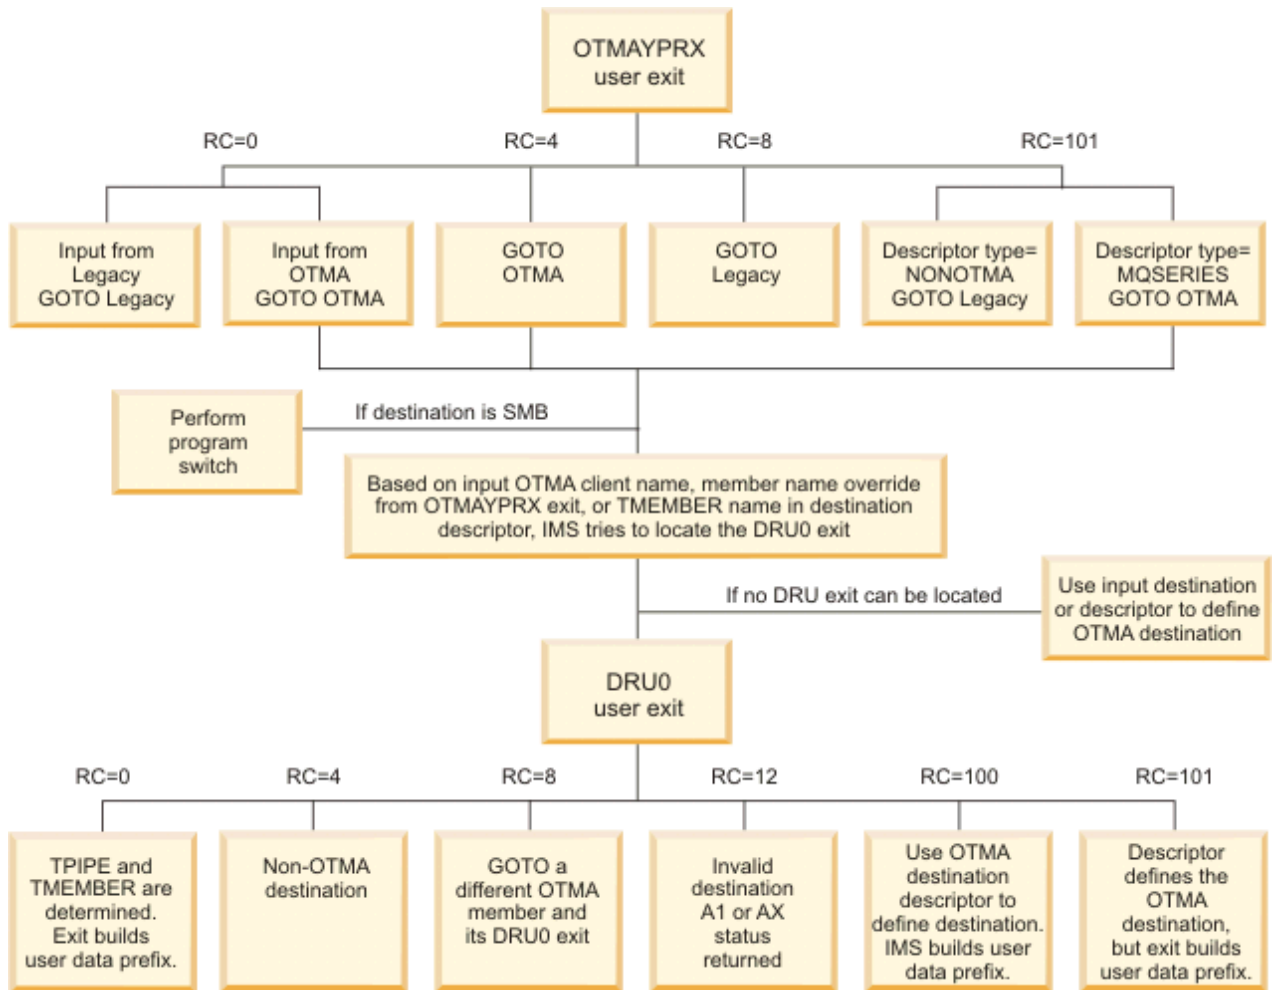 OTMAYPRX
user exit
RC=0
RC=4
RC=8
RC=101
Input from
Legacy
GOTO Legacy
Input from
OTMA
GOTO OTMA
GOTO
OTMA
GOTO
Legacy
Descriptor type=
NONOTMA
GOTO Legacy
Descriptor type=
MQSERIES
GOTO OTMA
If destination is SMB
Perform
program
switch
Based on input OTMA client name, member name override
from OTMAYPRX exit, or TMEMBER name in destination
descriptor, IMS tries to locate the DRU0 exit
If no DRU exit can be located
Use input destination
or descriptor to define
OTMA destination
DRU0
user exit
RC=0
RC=4
RC=8
RC=12
RC=100
RC=101
TPIPE and
TMEMBER are
determined.
Exit builds
user data prefix.
Non-OTMA
destination
GOTO a
different OTMA
member and
its DRU0 exit
Invalid
destination
A1 or AX
status
returned
Use OTMA
destination
descriptor to
define destination.
IMS builds user
data prefix.
Descriptor
defines the
OTMA
destination,
but exit builds
user data prefix.